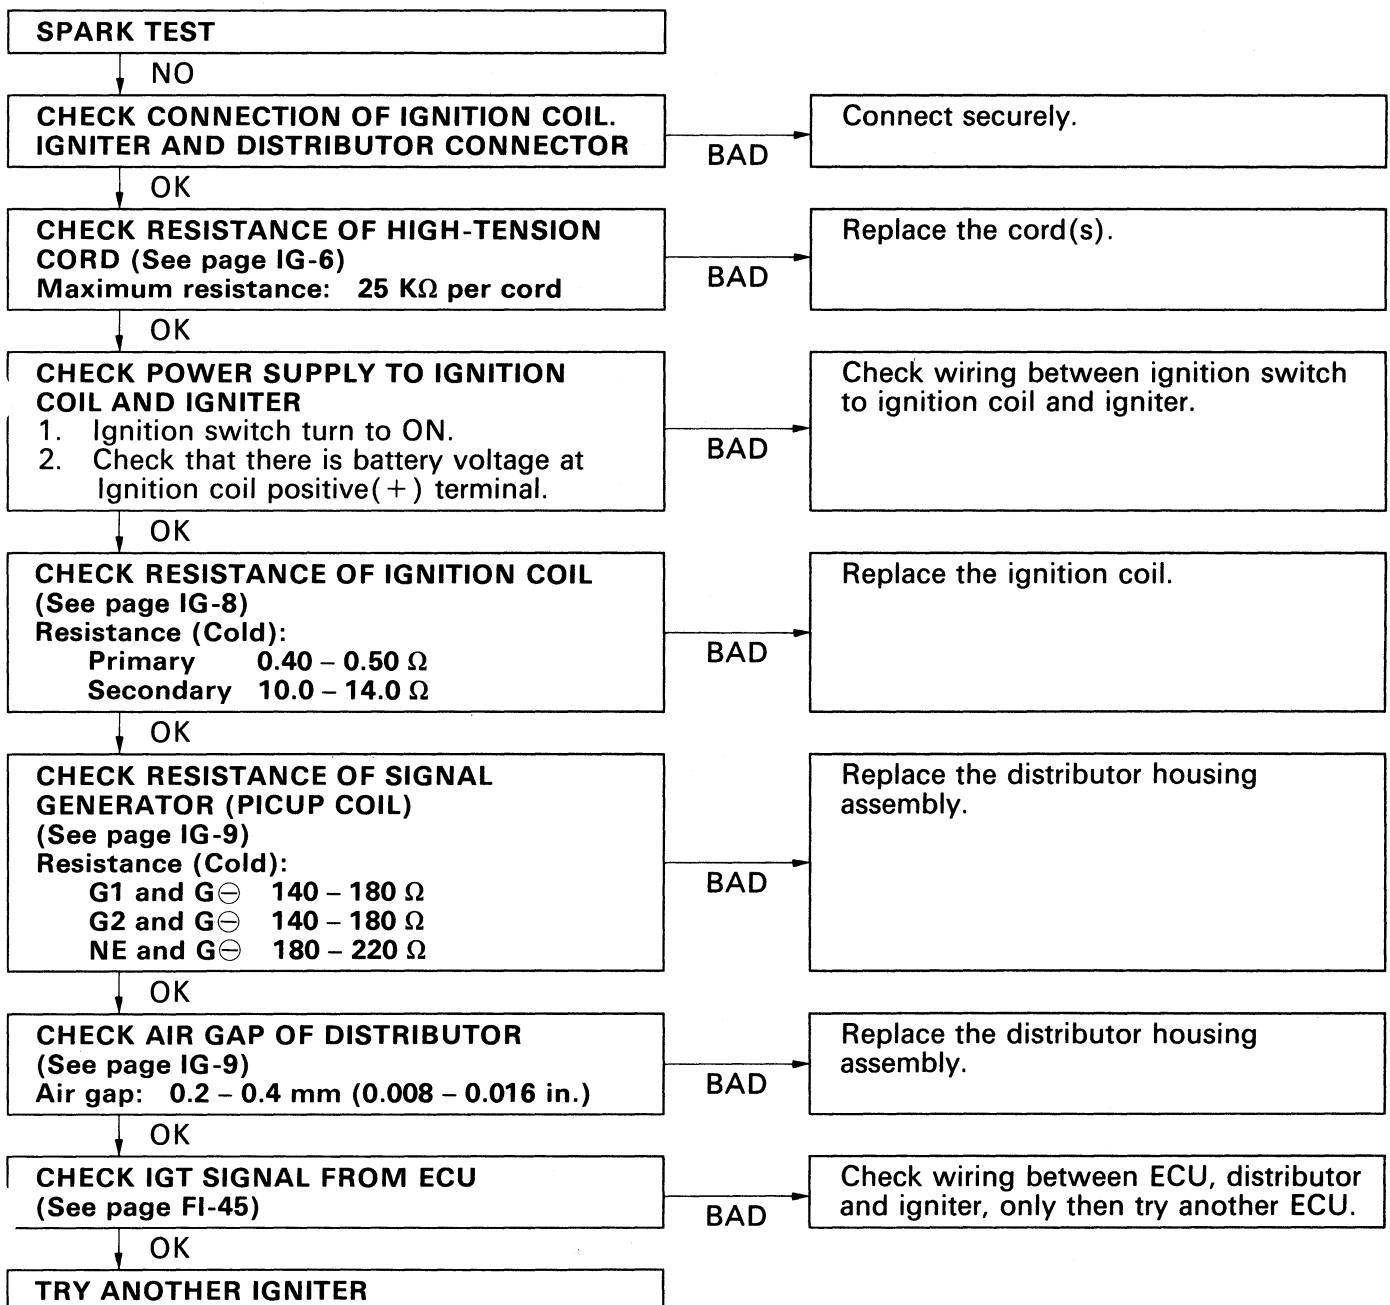 SPARK TEST
NO
CHECK CONNECTION OF IGNITION COIL.
IGNITER AND DISTRIBUTOR CONNECTOR
BAD
Connect securely.
OK
CHECK RESISTANCE OF HIGH-TENSION
CORD (See page IG-6)
Maximum resistance: 25 KΩ per cord
BAD
Replace the cord(s).
OK
CHECK POWER SUPPLY TO IGNITION
COIL AND IGNITER
1. Ignition switch turn to ON.
2. Check that there is battery voltage at
Ignition coil positive(+) terminal.
BAD
Check wiring between ignition switch
to ignition coil and igniter.
OK
CHECK RESISTANCE OF IGNITION COIL
(See page IG-8)
Resistance (Cold):
Primary 0.40 – 0.50 Ω
Secondary 10.0 – 14.0 Ω
BAD
Replace the ignition coil.
OK
CHECK RESISTANCE OF SIGNAL
GENERATOR (PICUP COIL)
(See page IG-9)
Resistance (Cold):
G1 and G⊖ 140 – 180 Ω
G2 and G⊖ 140 – 180 Ω
NE and G⊖ 180 – 220 Ω
BAD
Replace the distributor housing
assembly.
OK
CHECK AIR GAP OF DISTRIBUTOR
(See page IG-9)
Air gap: 0.2 – 0.4 mm (0.008 – 0.016 in.)
BAD
Replace the distributor housing
assembly.
OK
CHECK IGT SIGNAL FROM ECU
(See page FI-45)
BAD
Check wiring between ECU, distributor
and igniter, only then try another ECU.
OK
TRY ANOTHER IGNITER